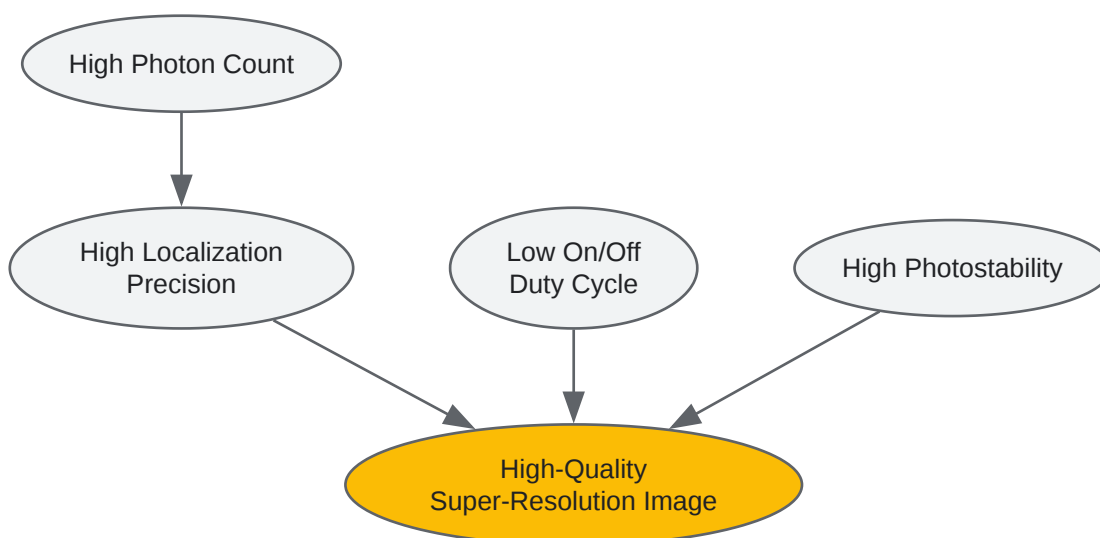 High Photon Count
High Localization
Precision
Low On/Off
Duty Cycle
High Photostability
High-Quality
Super-Resolution Image